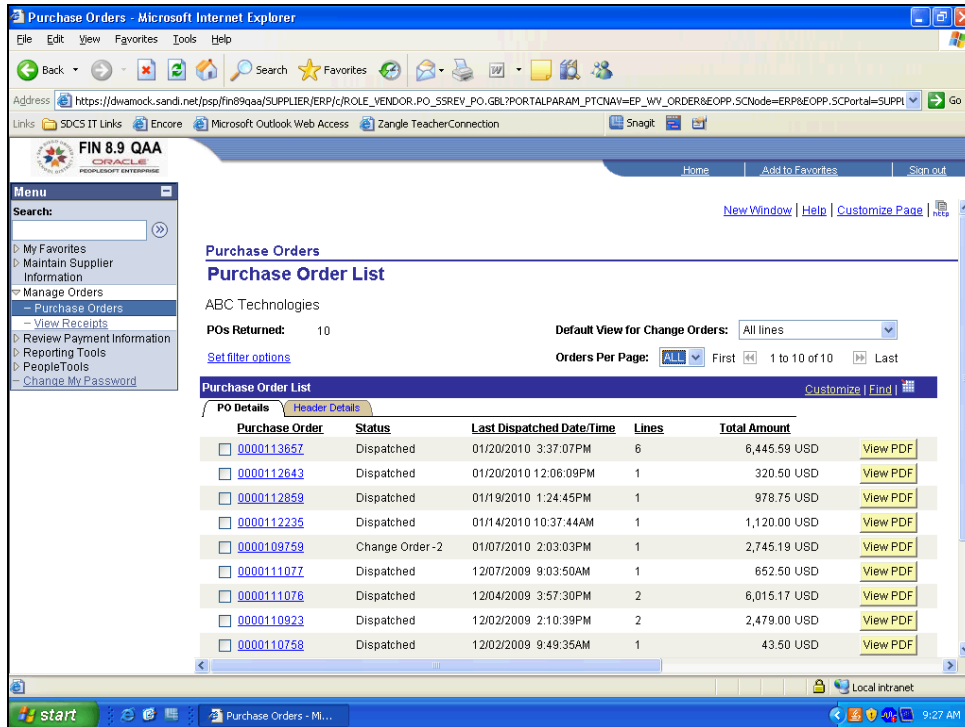 Purchase Orders - Microsoft Internet Explorer
File Edit View Favorites Tools Help
Back Search Favorites
Address https://dwamock.sandi.net/psp/fin89qaa/SUPPLIER/ERP/c/ROLE_VENDOR.PO_SSREV_PO.GBL?PORTALPARAM_PTCNAV=EP_WV_ORDER&EOPP.SCNode=ERP&EOPP.SCPortal=SUPPL Go
Links SDCS IT Links Encore Microsoft Outlook Web Access Zangle TeacherConnection Snagit
FIN 8.9 QAA
ORACLE
PEOPLESOFT ENTERPRISE
Home Add to Favorites Sign out
Menu
Search:
My Favorites
Maintain Supplier Information
Manage Orders
– Purchase Orders
– View Receipts
Review Payment Information
Reporting Tools
PeopleTools
– Change My Password
New Window | Help | Customize Page | http
Purchase Orders
Purchase Order List
ABC Technologies
POs Returned: 10
Default View for Change Orders: All lines
Set filter options
Orders Per Page: ALL First 1 to 10 of 10 Last
Purchase Order List Customize | Find |
PO Details Header Details
Purchase Order Status Last Dispatched Date/Time Lines Total Amount
0000113657 Dispatched 01/20/2010 3:37:07PM 6 6,445.59 USD View PDF
0000112643 Dispatched 01/20/2010 12:06:09PM 1 320.50 USD View PDF
0000112859 Dispatched 01/19/2010 1:24:45PM 1 978.75 USD View PDF
0000112235 Dispatched 01/14/2010 10:37:44AM 1 1,120.00 USD View PDF
0000109759 Change Order-2 01/07/2010 2:03:03PM 1 2,745.19 USD View PDF
0000111077 Dispatched 12/07/2009 9:03:50AM 1 652.50 USD View PDF
0000111076 Dispatched 12/04/2009 3:57:30PM 2 6,015.17 USD View PDF
0000110923 Dispatched 12/02/2009 2:10:39PM 2 2,479.00 USD View PDF
0000110758 Dispatched 12/02/2009 9:49:35AM 1 43.50 USD View PDF
Local intranet
start Purchase Orders - Mi... 9:27 AM